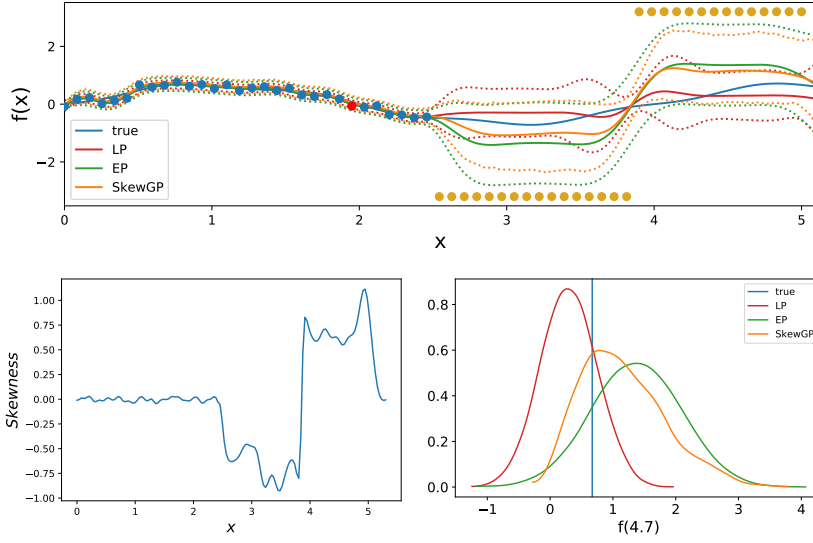 2
0
−2
f(x)
true
LP
EP
SkewGP
0 1 2 3 4 5
x
1.00
0.75
0.50
0.25
0.00
−0.25
−0.50
−0.75
−1.00
Skewness
0 1 2 3 4 5
x
0.8
0.6
0.4
0.2
0.0
true
LP
EP
SkewGP
−1 0 1 2 3 4
f(4.7)